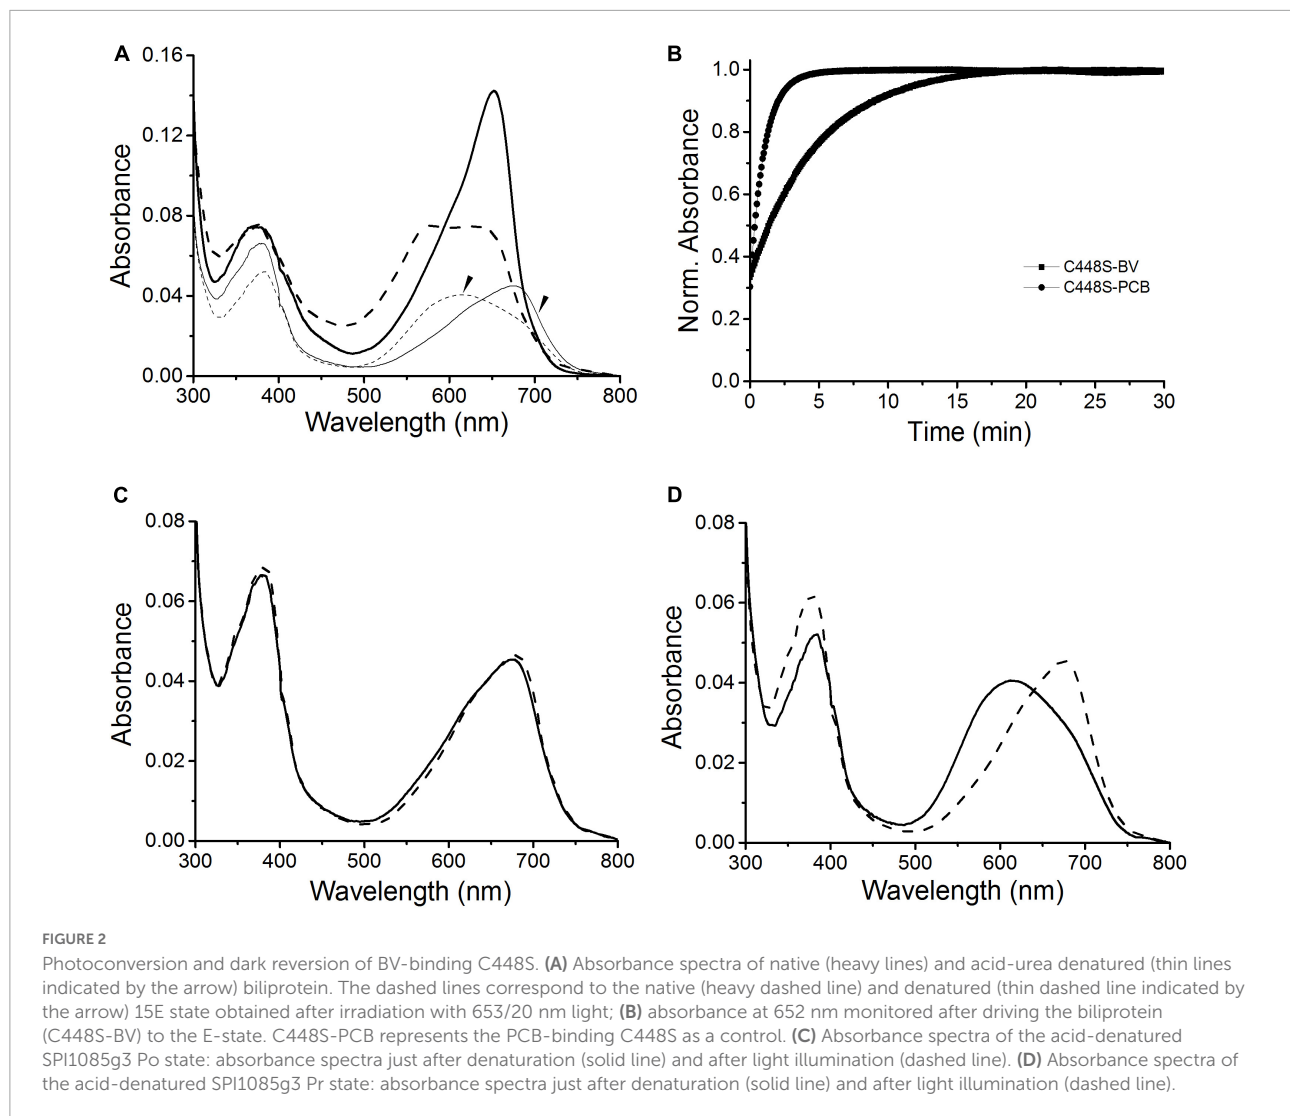 A
0.16
0.12
0.08
0.04
0.00
Absorbance
300 400 500 600 700 800
Wavelength (nm)
B
1.0
0.8
0.6
0.4
0.2
0.0
Norm. Absorbance
C448S-BV
C448S-PCB
0 5 10 15 20 25 30
Time (min)
C
0.08
0.06
0.04
0.02
0.00
Absorbance
300 400 500 600 700 800
Wavelength (nm)
D
0.08
0.06
0.04
0.02
0.00
Absorbance
300 400 500 600 700 800
Wavelength (nm)
FIGURE 2
Photoconversion and dark reversion of BV-binding C448S. (A) Absorbance spectra of native (heavy lines) and acid-urea denatured (thin lines
indicated by the arrow) biliprotein. The dashed lines correspond to the native (heavy dashed line) and denatured (thin dashed line indicated by
the arrow) 15E state obtained after irradiation with 653/20 nm light; (B) absorbance at 652 nm monitored after driving the biliprotein
(C448S-BV) to the E-state. C448S-PCB represents the PCB-binding C448S as a control. (C) Absorbance spectra of the acid-denatured
SPI1085g3 Po state: absorbance spectra just after denaturation (solid line) and after light illumination (dashed line). (D) Absorbance spectra of
the acid-denatured SPI1085g3 Pr state: absorbance spectra just after denaturation (solid line) and after light illumination (dashed line).